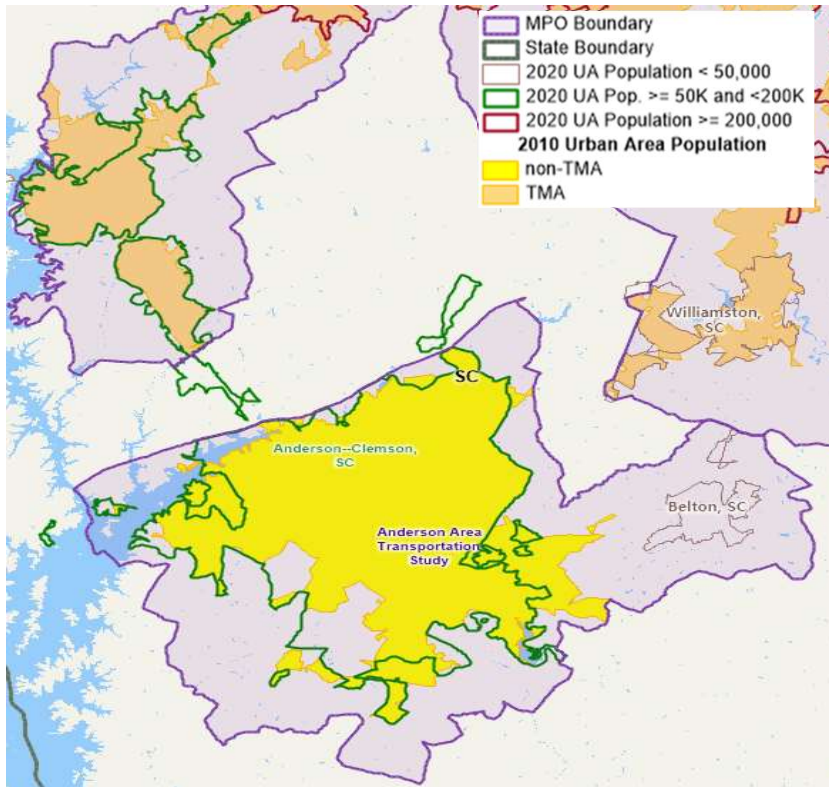 MPO Boundary
State Boundary
2020 UA Population < 50,000
2020 UA Pop. >= 50K and <200K
2020 UA Population >= 200,000
2010 Urban Area Population
non-TMA
TMA
Williamston,
SC
SC
Anderson--Clemson,
SC
Belton, SC
Anderson Area
Transportation
Study